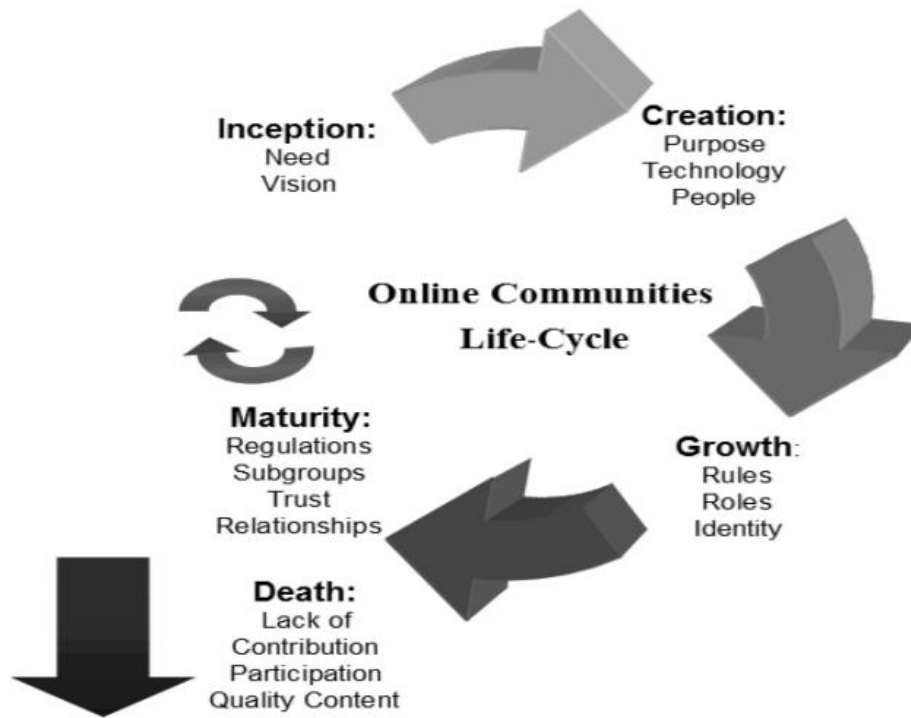 Inception:
Need
Vision
Creation:
Purpose
Technology
People
Online Communities
Life-Cycle
Growth:
Rules
Roles
Identity
Maturity:
Regulations
Subgroups
Trust
Relationships
Death:
Lack of
Contribution
Participation
Quality Content